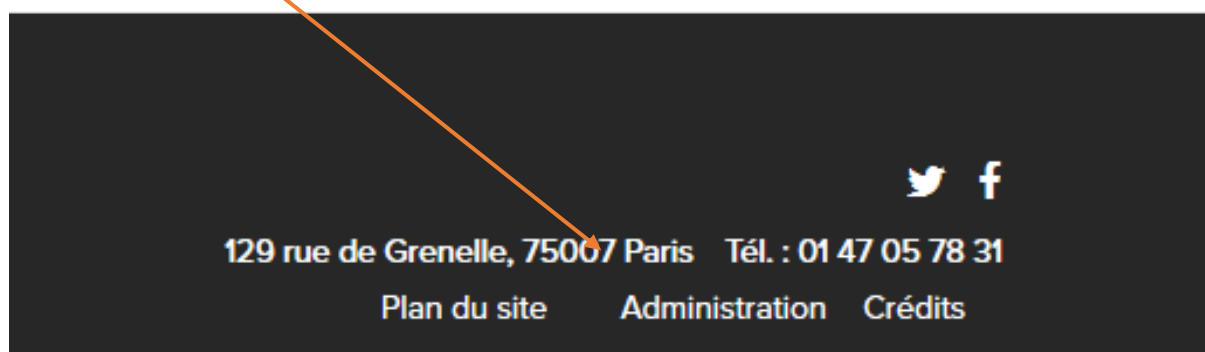 129 rue de Grenelle, 75007 Paris Tél. : 01 47 05 78 31
Plan du site Administration Crédits